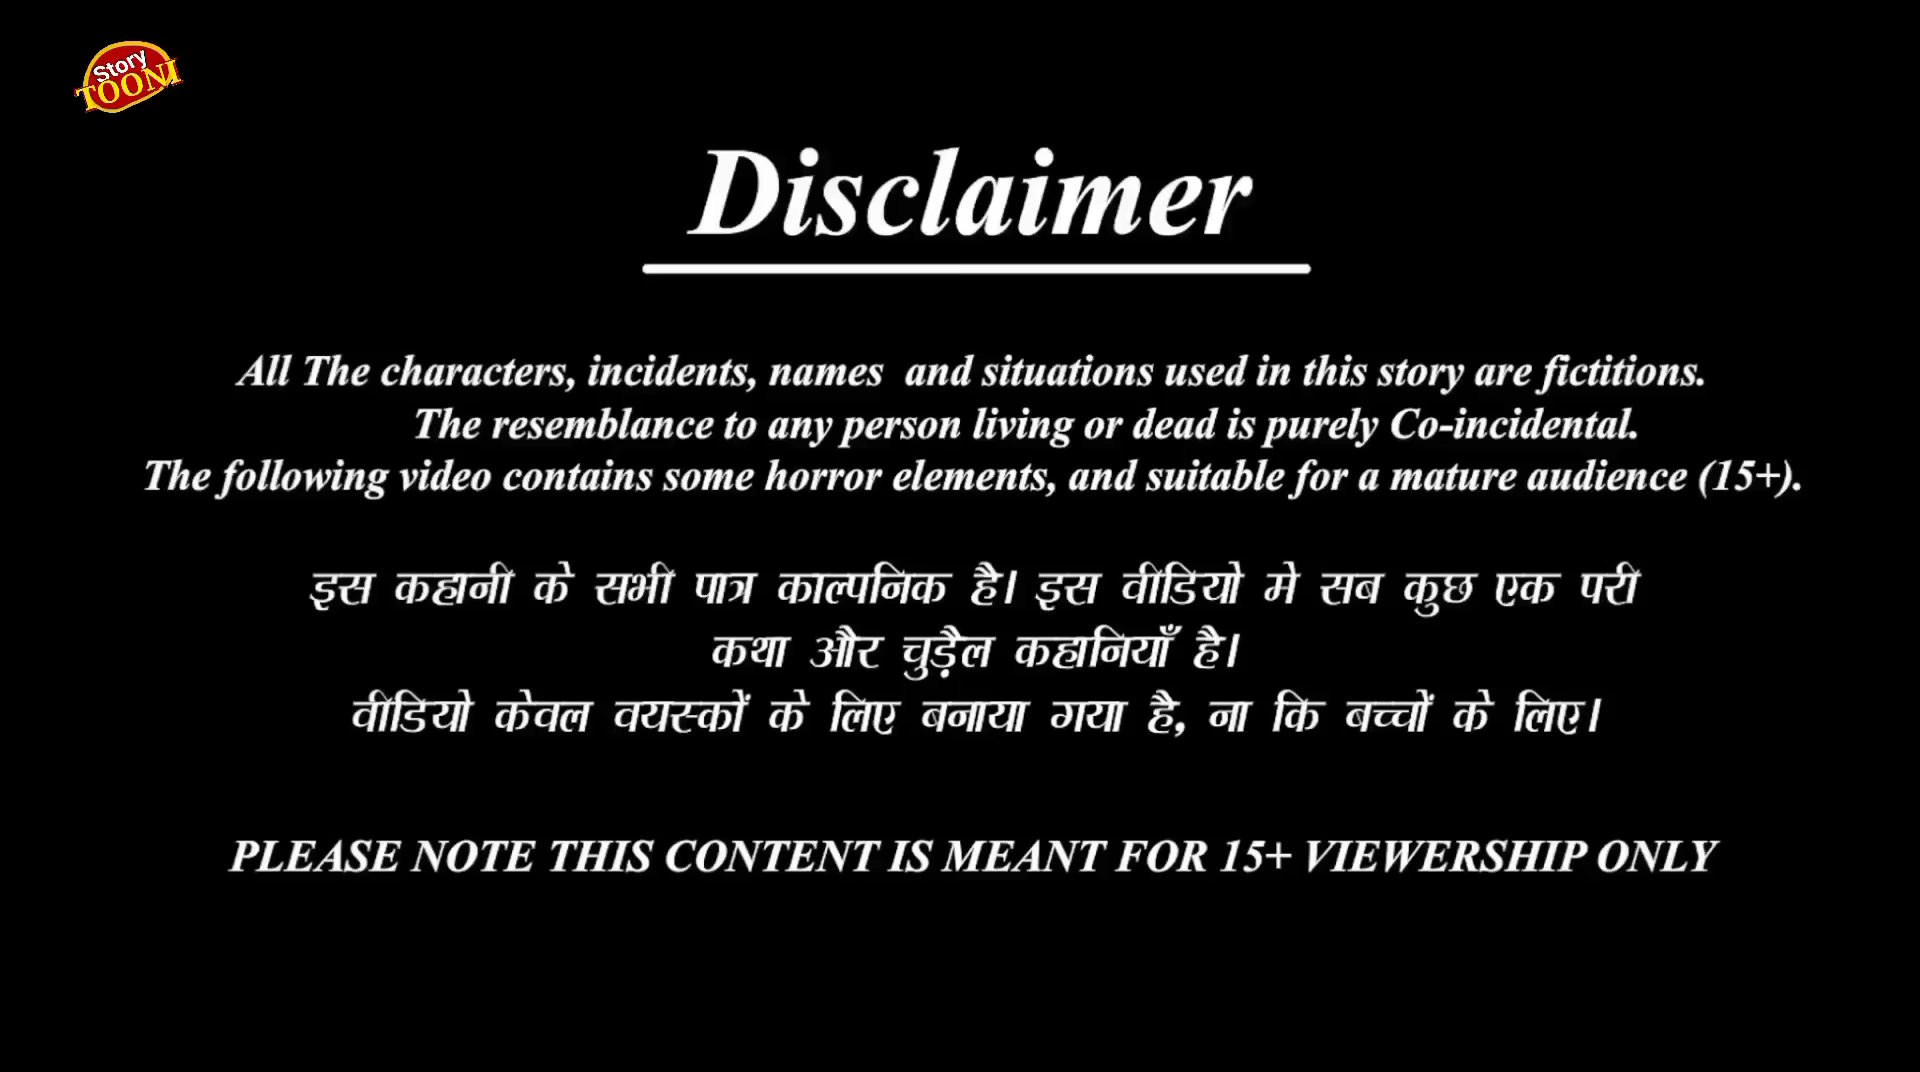 Story
TOONI
Disclaimer
All The characters, incidents, names and situations used in this story are fictitions.
The resemblance to any person living or dead is purely Co-incidental.
The following video contains some horror elements, and suitable for a mature audience (15+).
इस कहानी के सभी पात्र काल्पनिक है। इस वीडियो मे सब कुछ एक परी
कथा और चुड़ैल कहानियाँ है।
वीडियो केवल वयस्कों के लिए बनाया गया है, ना कि बच्चों के लिए।
PLEASE NOTE THIS CONTENT IS MEANT FOR 15+ VIEWERSHIP ONLY